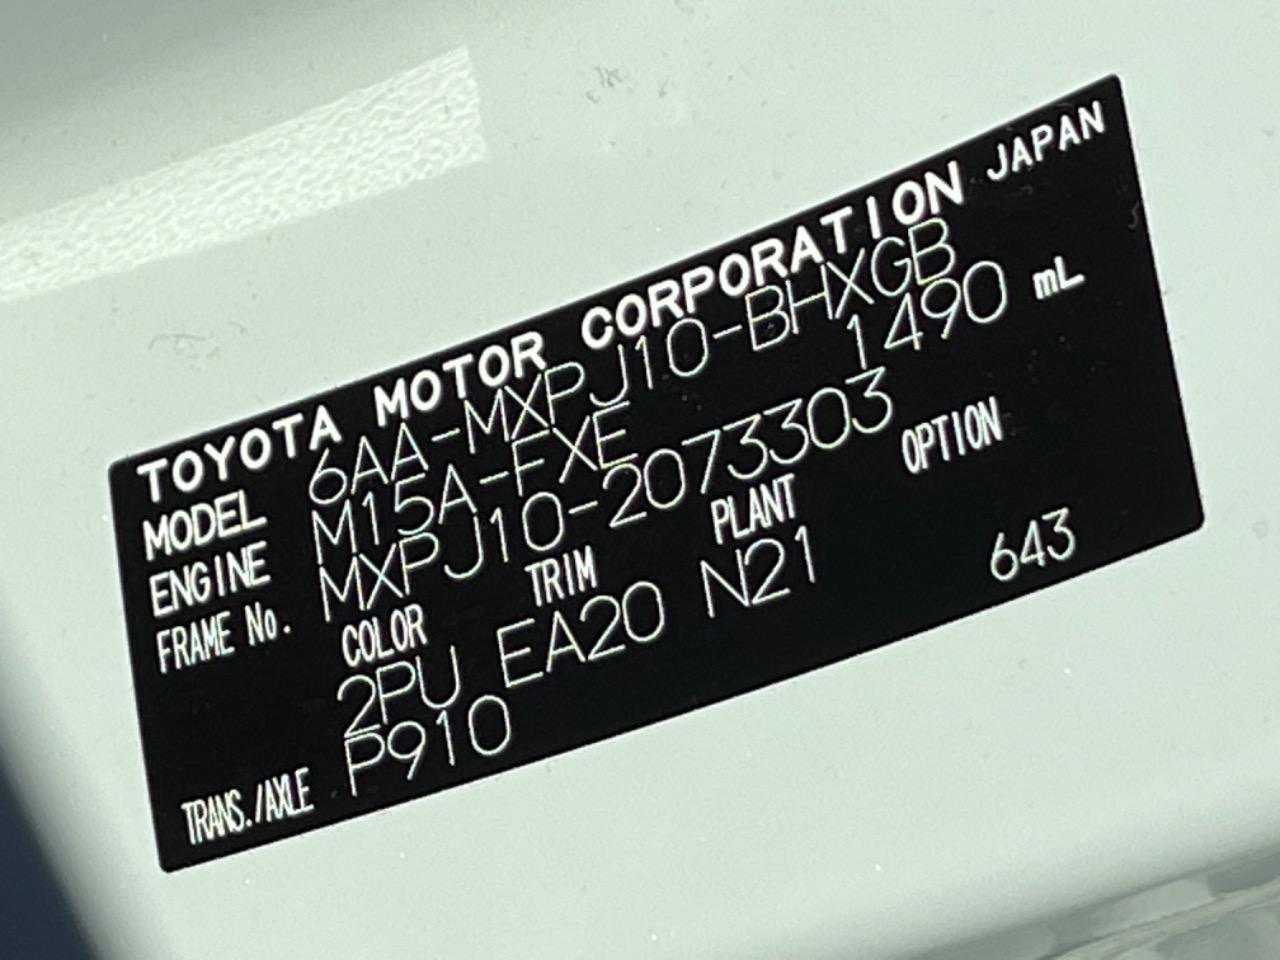 TOYOTA MOTOR CORPORATION JAPAN
MODEL 6AA-MXPJ10-BHXGB
ENGINE M15A-FXE 1490 mL
FRAME No. MXPJ10-2073303
COLOR TRIM PLANT OPTION
2PU EA20 N21 643
TRANS./AXLE P910